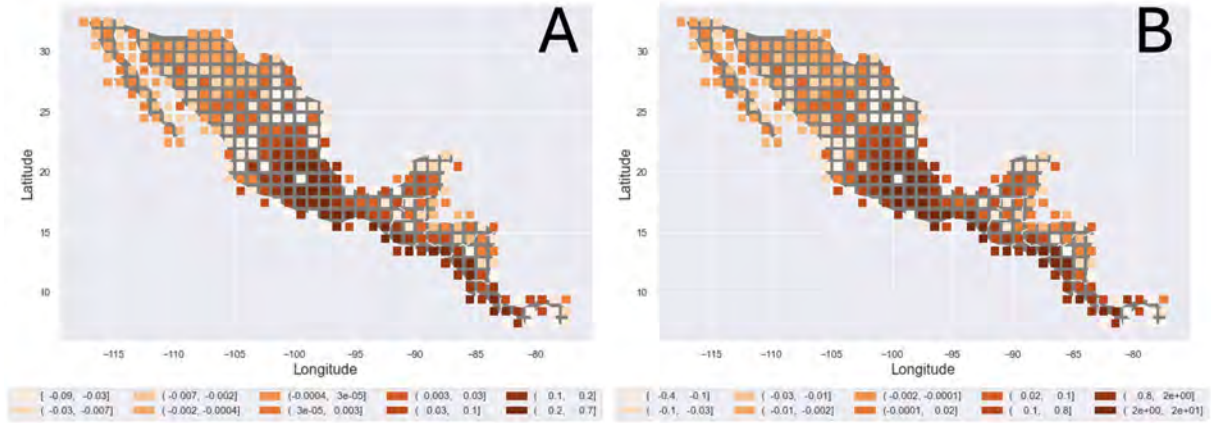 A
B
30
25
20
15
10
Latitude
−115 −110 −105 −100 −95 −90 −85 −80
Longitude
30
25
20
15
10
Latitude
−115 −110 −105 −100 −95 −90 −85 −80
Longitude
[ -0.09, -0.03] (-0.007, -0.002] (-0.0004, 3e-05] ( 0.003, 0.03] ( 0.1, 0.2]
( -0.03, -0.007] (-0.002, -0.0004] ( 3e-05, 0.003] ( 0.03, 0.1] ( 0.2, 0.7]
[ -0.4, -0.1] ( -0.03, -0.01] (-0.002, -0.0001] ( 0.02, 0.1] ( 0.8, 2e+00]
( -0.1, -0.03] ( -0.01, -0.002] (-0.0001, 0.02] ( 0.1, 0.8] ( 2e+00, 2e+01]